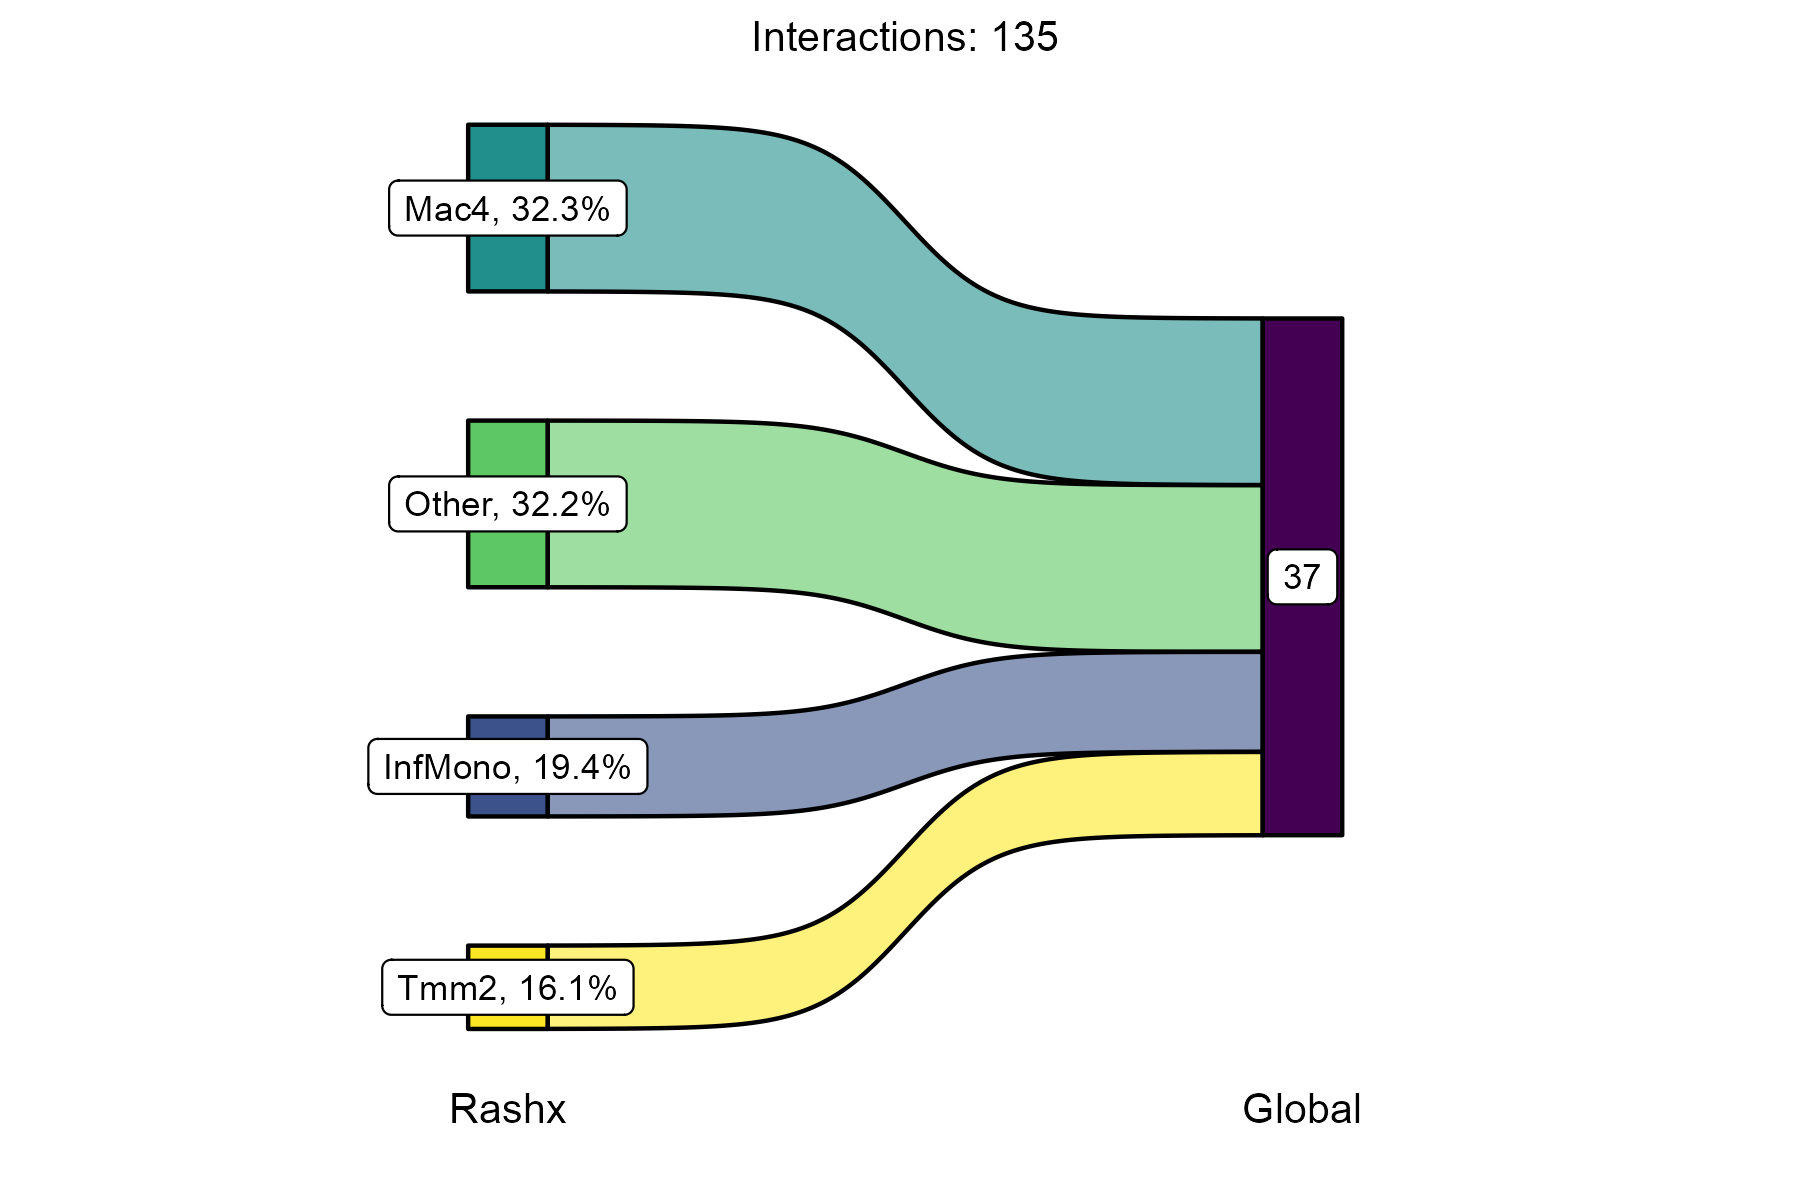 Interactions: 135
Mac4, 32.3%
Other, 32.2%
37
InfMono, 19.4%
Tmm2, 16.1%
Rashx
Global